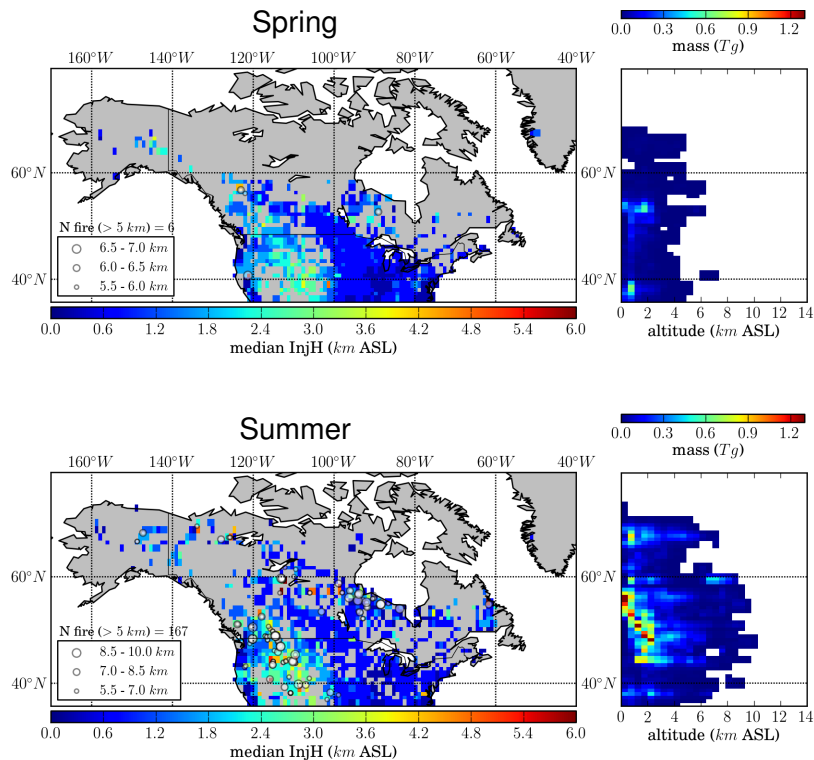 Spring
160°W 140°W 120°W 100°W 80°W 60°W 40°W
60°N
40°N
N fire (> 5 km) = 6
6.5 - 7.0 km
6.0 - 6.5 km
5.5 - 6.0 km
0.0 0.6 1.2 1.8 2.4 3.0 3.6 4.2 4.8 5.4 6.0
median InjH (km ASL)
0.0 0.3 0.6 0.9 1.2
mass (Tg)
60°N
40°N
0 2 4 6 8 10 12 14
altitude (km ASL)
Summer
160°W 140°W 120°W 100°W 80°W 60°W 40°W
60°N
40°N
N fire (> 5 km) = 167
8.5 - 10.0 km
7.0 - 8.5 km
5.5 - 7.0 km
0.0 0.6 1.2 1.8 2.4 3.0 3.6 4.2 4.8 5.4 6.0
median InjH (km ASL)
0.0 0.3 0.6 0.9 1.2
mass (Tg)
60°N
40°N
0 2 4 6 8 10 12 14
altitude (km ASL)